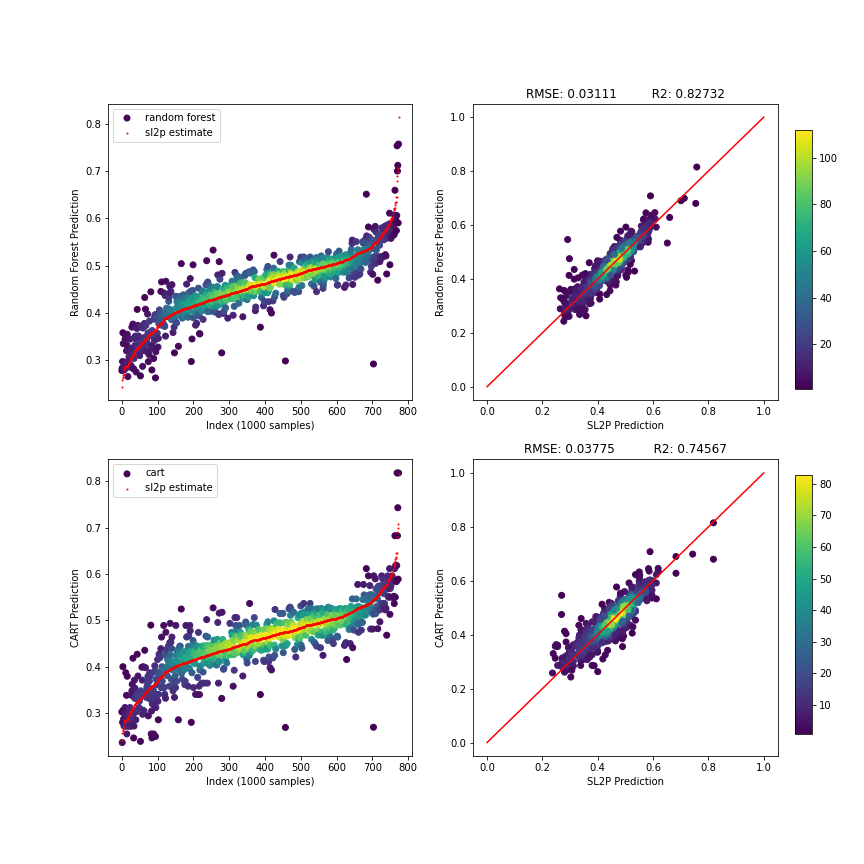 random forest
sl2p estimate
0.8
0.7
0.6
0.5
0.4
0.3
Random Forest Prediction
0 100 200 300 400 500 600 700 800
Index (1000 samples)
RMSE: 0.03111 R2: 0.82732
1.0
0.8
0.6
0.4
0.2
0.0
Random Forest Prediction
0.0 0.2 0.4 0.6 0.8 1.0
SL2P Prediction
100
80
60
40
20
cart
sl2p estimate
0.8
0.7
0.6
0.5
0.4
0.3
CART Prediction
0 100 200 300 400 500 600 700 800
Index (1000 samples)
RMSE: 0.03775 R2: 0.74567
1.0
0.8
0.6
0.4
0.2
0.0
CART Prediction
0.0 0.2 0.4 0.6 0.8 1.0
SL2P Prediction
80
70
60
50
40
30
20
10